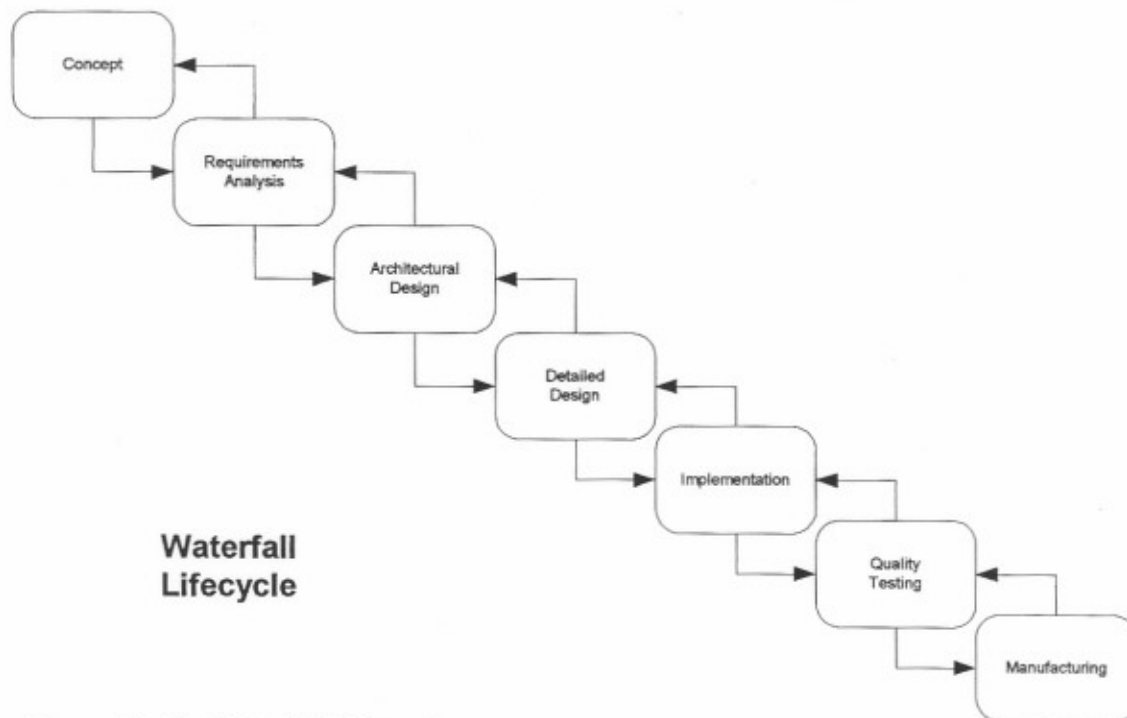 Concept
Requirements
Analysis
Architectural
Design
Detailed
Design
Implementation
Quality
Testing
Manufacturing
Waterfall
Lifecycle